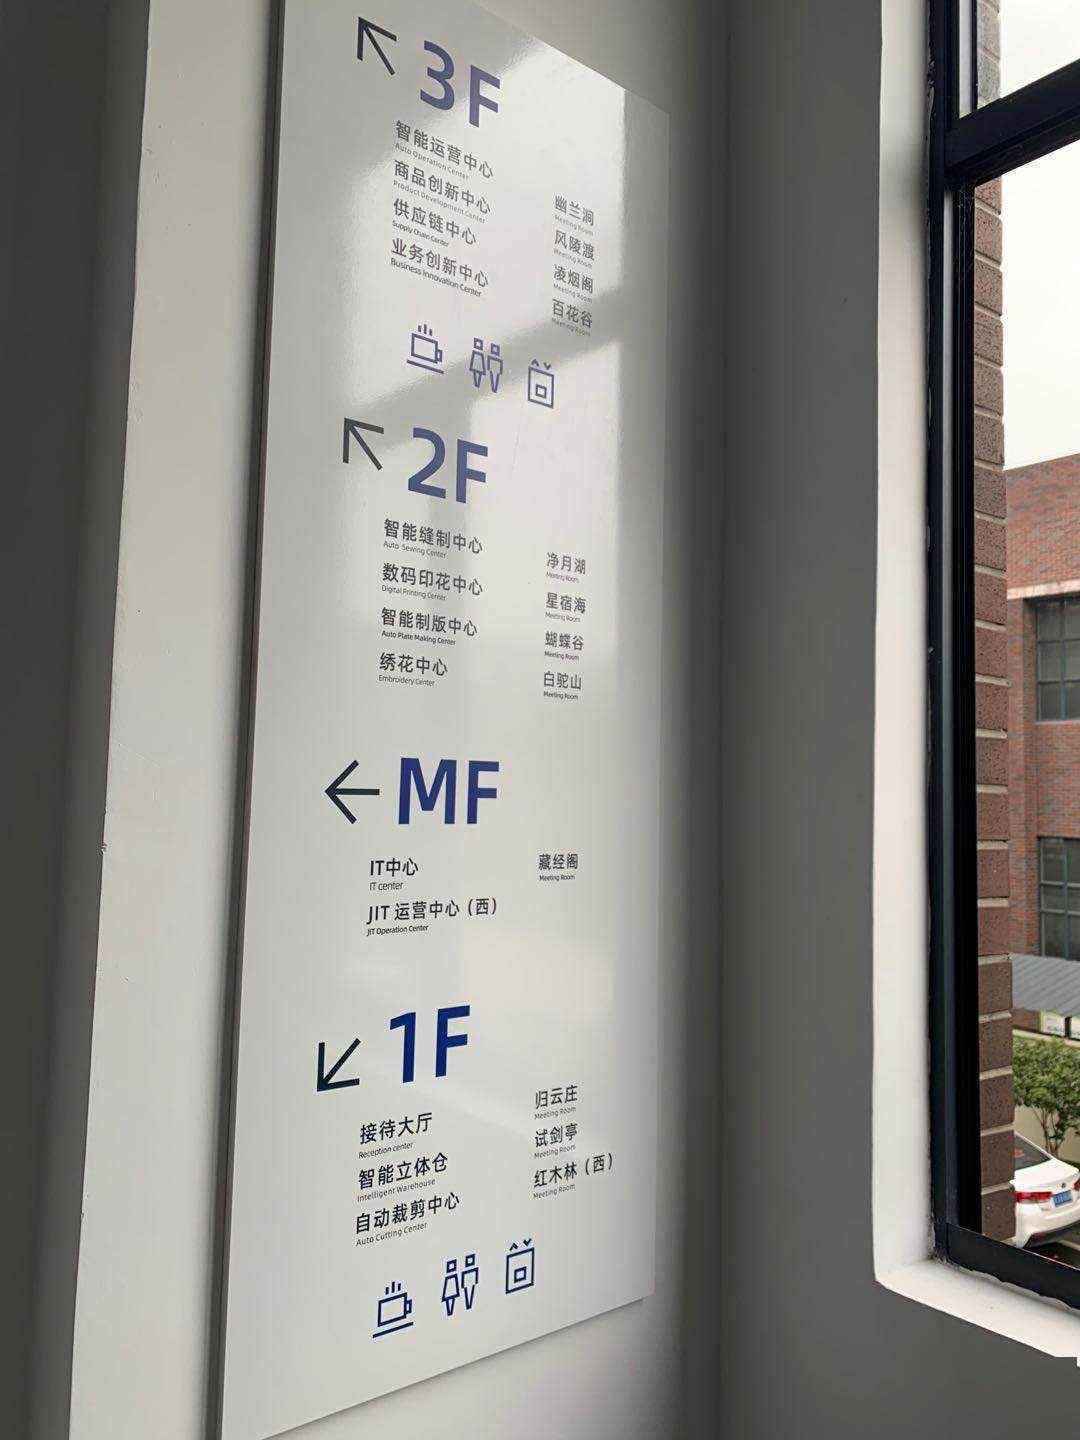 3F
智能运营中心
Auto Operation Center
商品创新中心
Product Development Center
供应链中心
Supply Chain Center
业务创新中心
Business Innovation Center
幽兰涧
Meeting Room
风陵渡
Meeting Room
凌烟阁
Meeting Room
百花谷
Meeting Room
2F
智能缝制中心
Auto Sewing Center
数码印花中心
Digital Printing Center
智能制版中心
Auto Plate Making Center
绣花中心
Embroidery Center
净月湖
Meeting Room
星宿海
Meeting Room
蝴蝶谷
Meeting Room
白驼山
Meeting Room
MF
IT中心
IT center
JIT 运营中心（西）
JIT Operation Center
藏经阁
Meeting Room
1F
接待大厅
Reception center
智能立体仓
Intelligent Warehouse
自动裁剪中心
Auto Cutting Center
归云庄
Meeting Room
试剑亭
Meeting Room
红木林（西）
Meeting Room